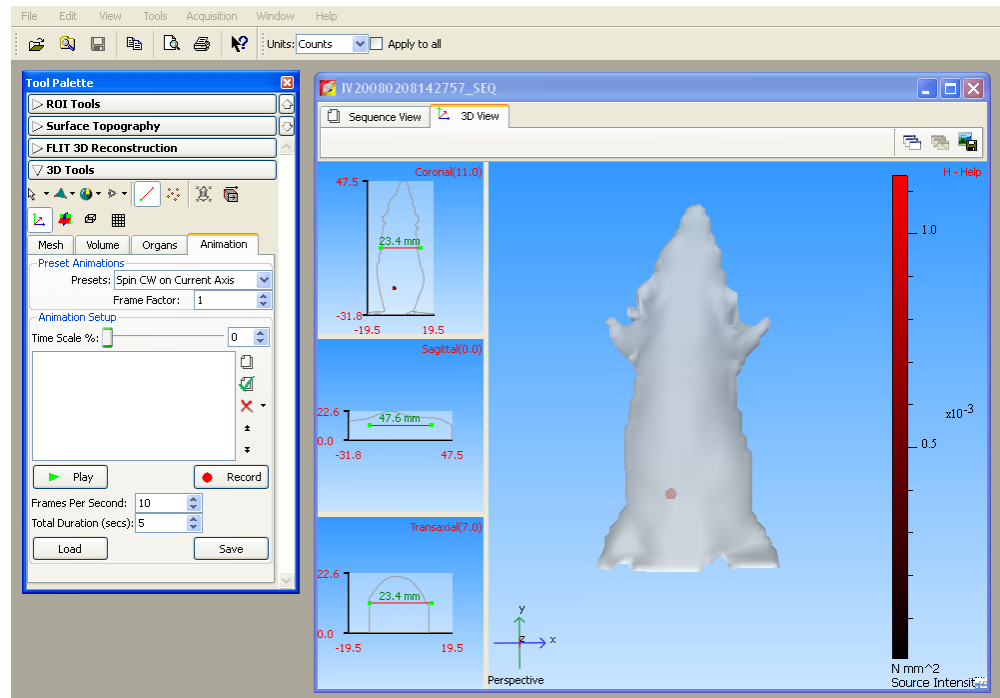 File Edit View Tools Acquisition Window Help
Units: Counts Apply to all
Tool Palette
ROI Tools
Surface Topography
FLIT 3D Reconstruction
3D Tools
Mesh Volume Organs Animation
Preset Animations
Presets: Spin CW on Current Axis
Frame Factor: 1
Animation Setup
Time Scale %: 0
Play Record
Frames Per Second: 10
Total Duration (secs): 5
Load Save
IV20080208142757_SEQ
Sequence View 3D View
Coronal(11.0)
47.5
23.4 mm
-31.8
-19.5 19.5
Sagittal(0.0)
22.6
47.6 mm
0.0
-31.8 47.5
Transaxial(7.0)
22.6
23.4 mm
0.0
-19.5 19.5
H - Help
1.0
x10-3
0.5
y
z x
Perspective
N mm^2
Source